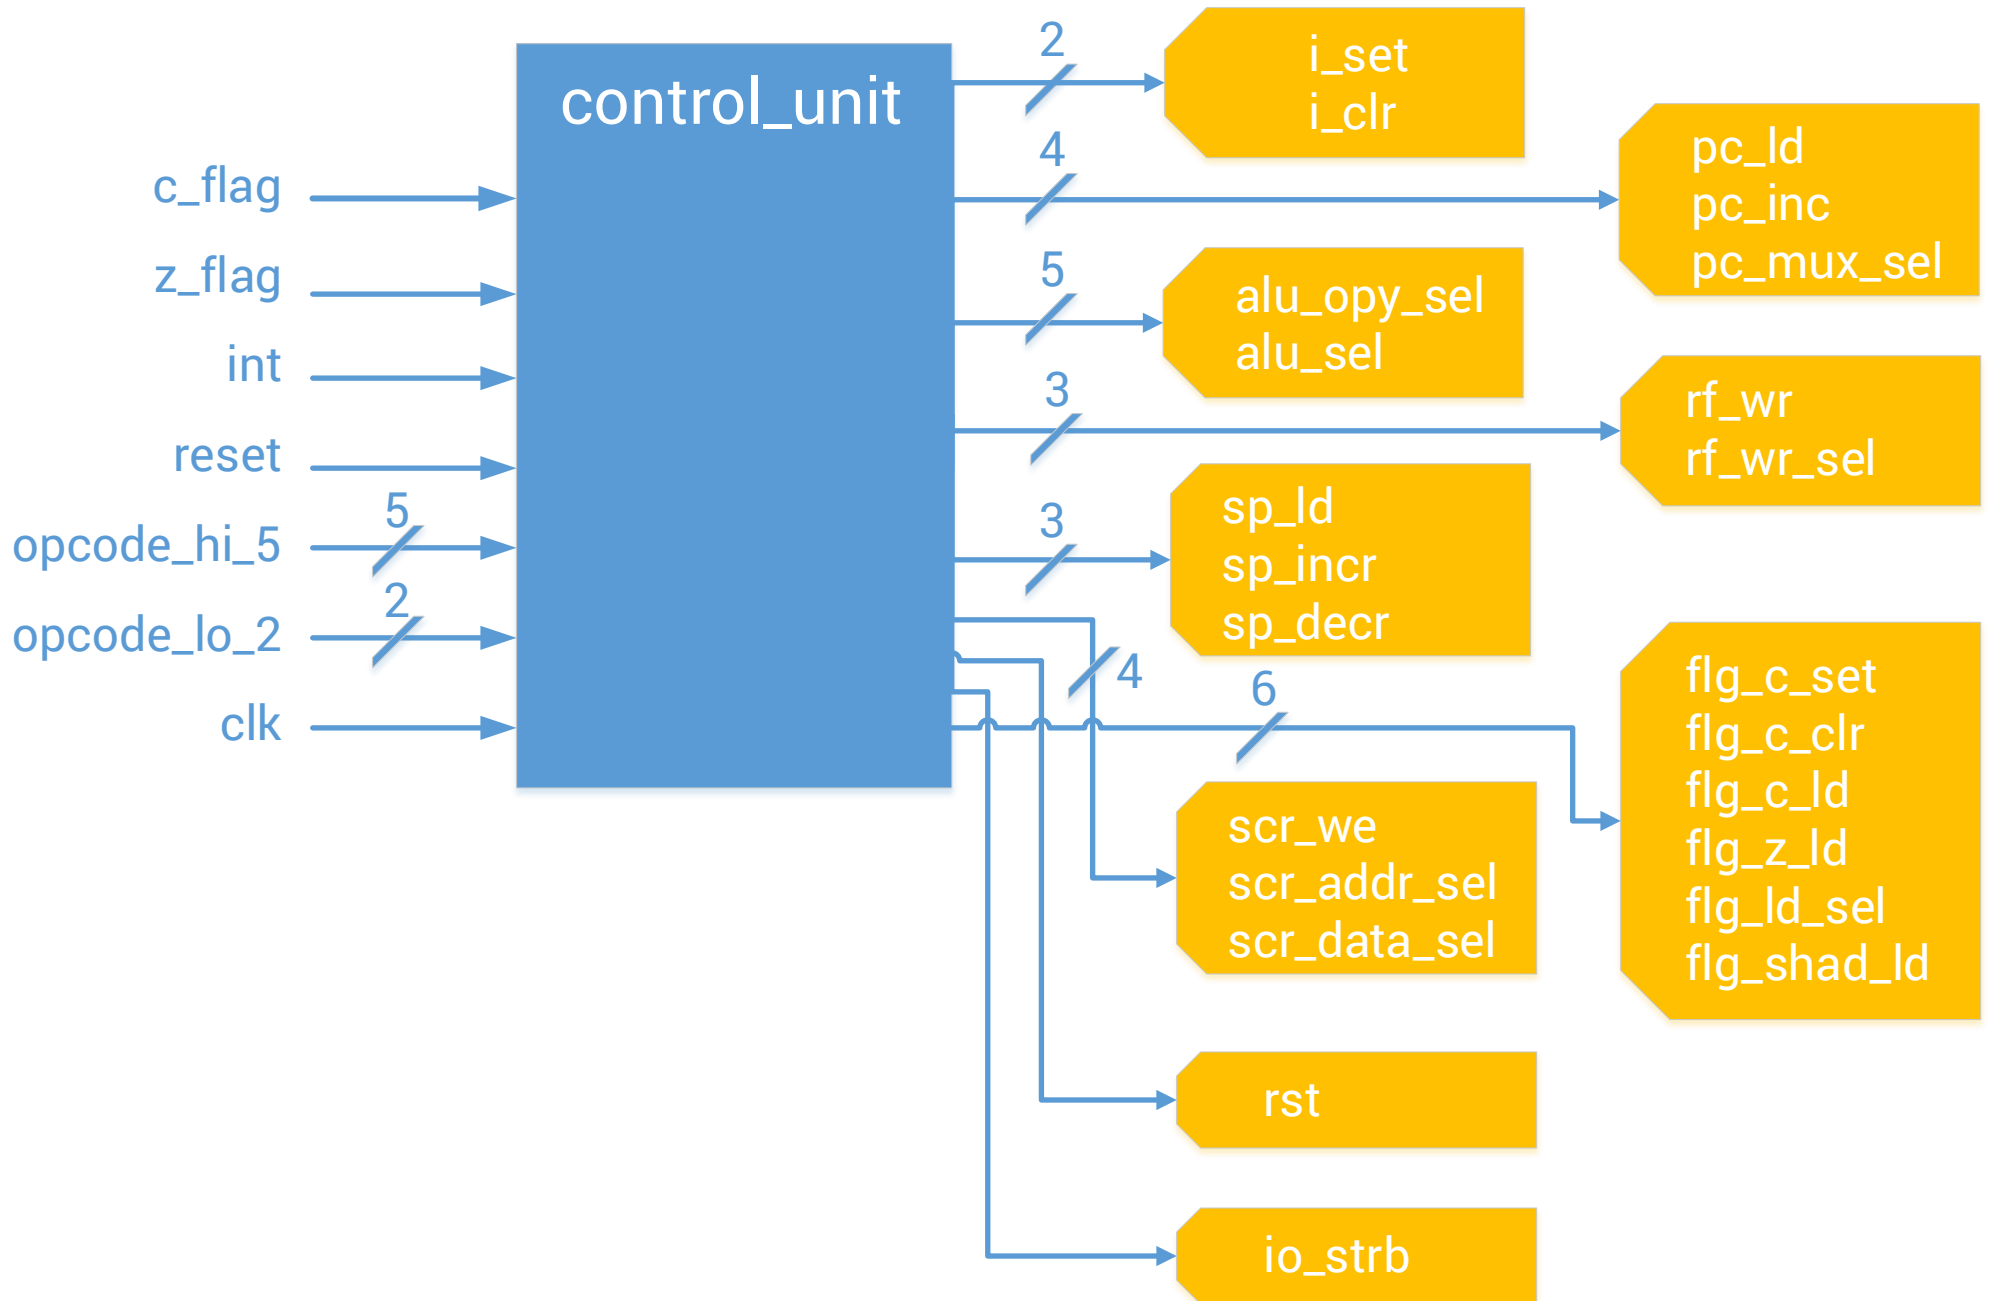 control_unit
c_flag
z_flag
int
reset
5
opcode_hi_5
2
opcode_lo_2
clk
2
i_set
i_clr
4
pc_ld
pc_inc
pc_mux_sel
5
alu_opy_sel
alu_sel
3
rf_wr
rf_wr_sel
3
sp_ld
sp_incr
sp_decr
4
6
flg_c_set
flg_c_clr
flg_c_ld
flg_z_ld
flg_ld_sel
flg_shad_ld
scr_we
scr_addr_sel
scr_data_sel
rst
io_strb